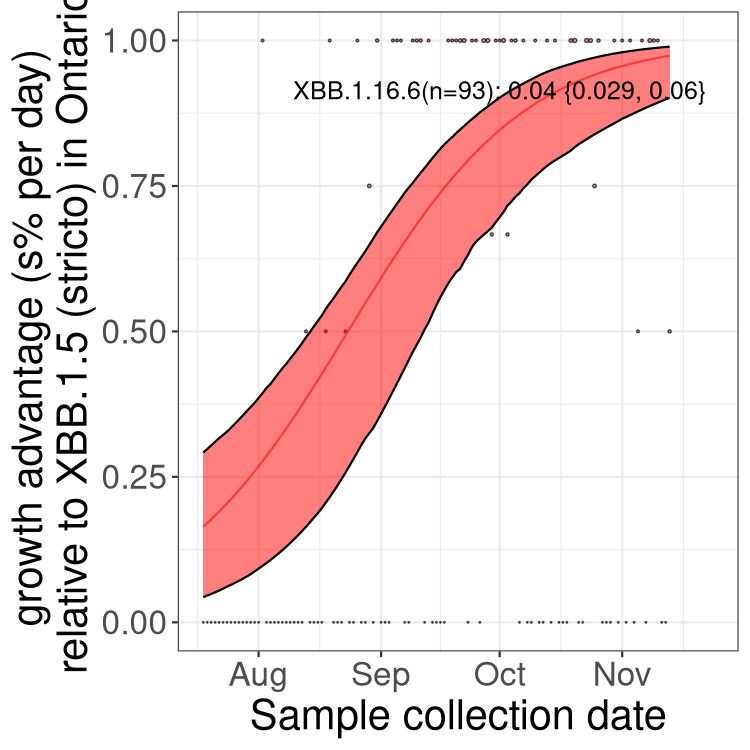 growth advantage (s% per day)
relative to XBB.1.5 (stricto) in Ontario
1.00
0.75
0.50
0.25
0.00
XBB.1.16.6(n=93): 0.04 {0.029, 0.06}
Aug Sep Oct Nov
Sample collection date